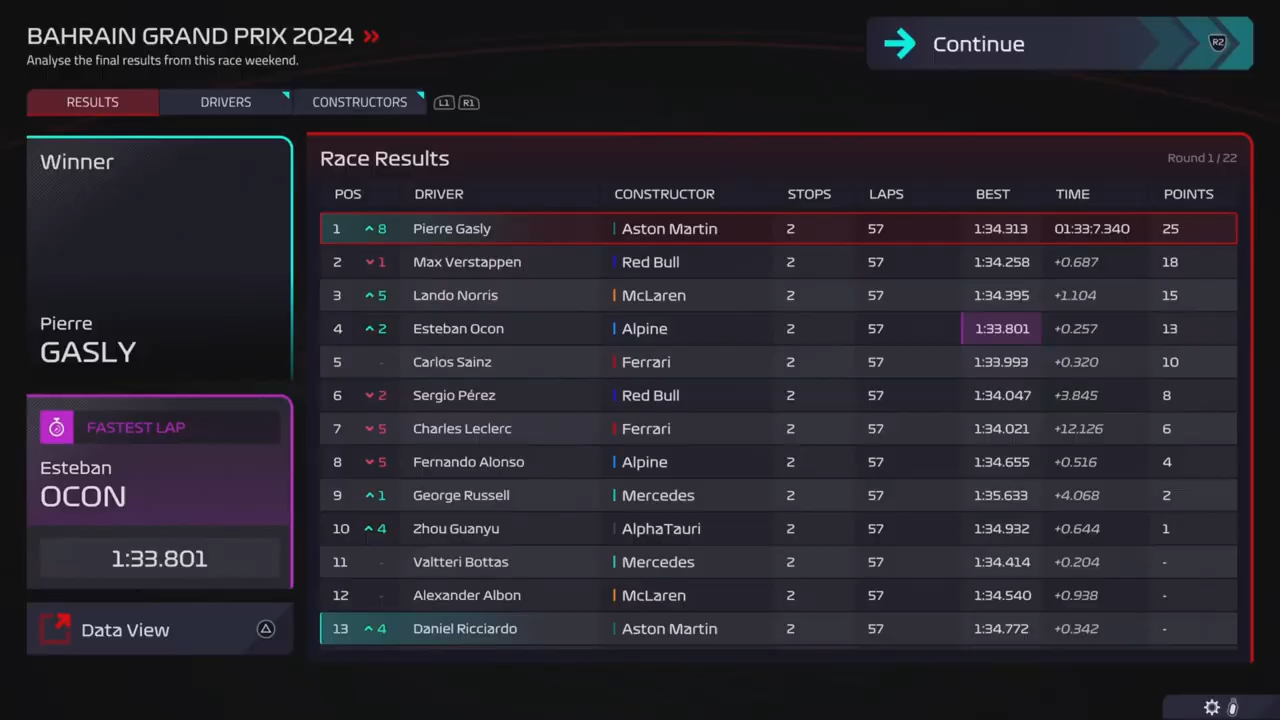 BAHRAIN GRAND PRIX 2024
Analyse the final results from this race weekend.
Continue R2
RESULTS DRIVERS CONSTRUCTORS L1 R1
Winner
Pierre
GASLY
FASTEST LAP
Esteban
OCON
1:33.801
Data View
Race Results Round 1 / 22
POS DRIVER CONSTRUCTOR STOPS LAPS BEST TIME POINTS
1 8 Pierre Gasly Aston Martin 2 57 1:34.313 01:33:7.340 25
2 1 Max Verstappen Red Bull 2 57 1:34.258 +0.687 18
3 5 Lando Norris McLaren 2 57 1:34.395 +1.104 15
4 2 Esteban Ocon Alpine 2 57 1:33.801 +0.257 13
5 - Carlos Sainz Ferrari 2 57 1:33.993 +0.320 10
6 2 Sergio Pérez Red Bull 2 57 1:34.047 +3.845 8
7 5 Charles Leclerc Ferrari 2 57 1:34.021 +12.126 6
8 5 Fernando Alonso Alpine 2 57 1:34.655 +0.516 4
9 1 George Russell Mercedes 2 57 1:35.633 +4.068 2
10 4 Zhou Guanyu AlphaTauri 2 57 1:34.932 +0.644 1
11 - Valtteri Bottas Mercedes 2 57 1:34.414 +0.204 -
12 - Alexander Albon McLaren 2 57 1:34.540 +0.938 -
13 4 Daniel Ricciardo Aston Martin 2 57 1:34.772 +0.342 -